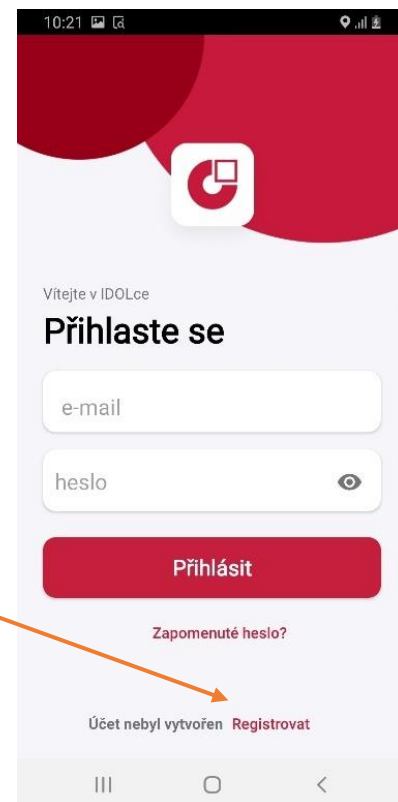 10:21
Vítejte v IDOLce
Přihlaste se
e-mail
heslo
Přihlásit
Zapomenuté heslo?
Účet nebyl vytvořen Registrovat